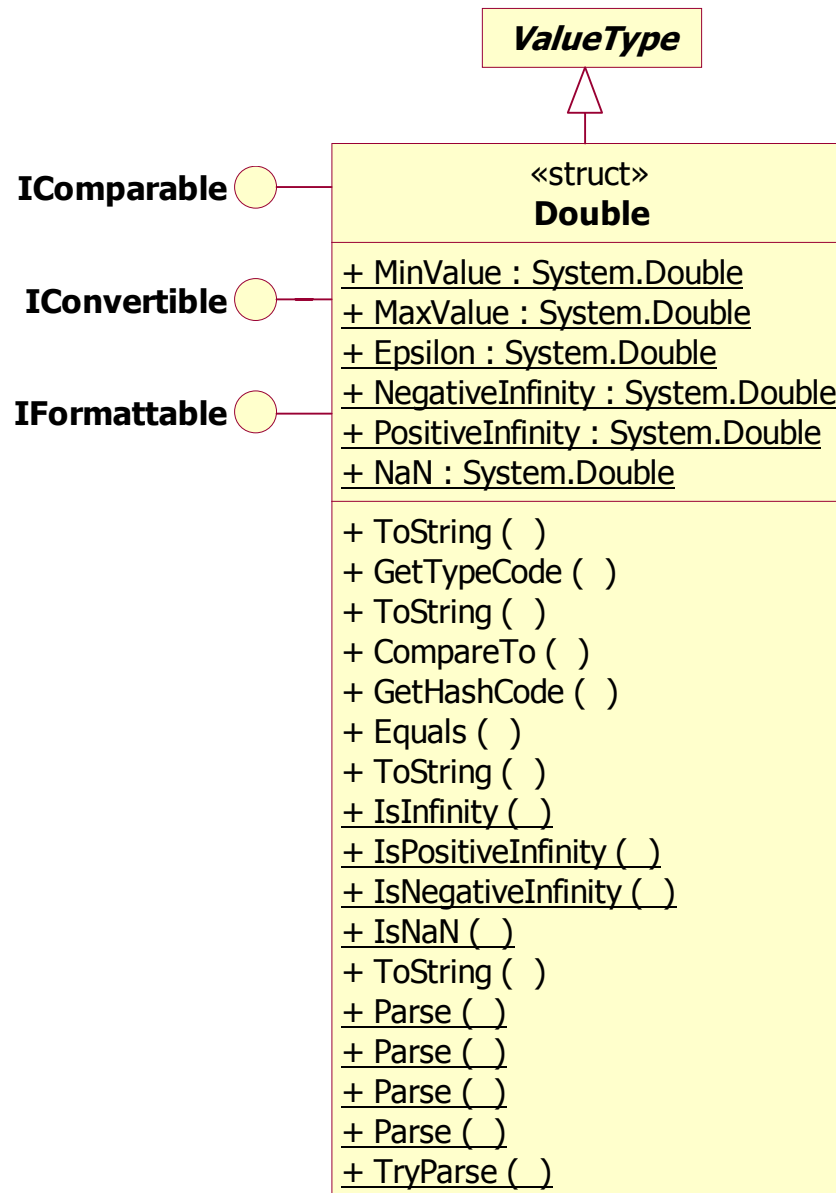 ValueType
IComparable
IConvertible
IFormattable
«struct»
Double
+ MinValue : System.Double
+ MaxValue : System.Double
+ Epsilon : System.Double
+ NegativeInfinity : System.Double
+ PositiveInfinity : System.Double
+ NaN : System.Double
+ ToString ( )
+ GetTypeCode ( )
+ ToString ( )
+ CompareTo ( )
+ GetHashCode ( )
+ Equals ( )
+ ToString ( )
+ IsInfinity ( )
+ IsPositiveInfinity ( )
+ IsNegativeInfinity ( )
+ IsNaN ( )
+ ToString ( )
+ Parse ( )
+ Parse ( )
+ Parse ( )
+ Parse ( )
+ TryParse ( )